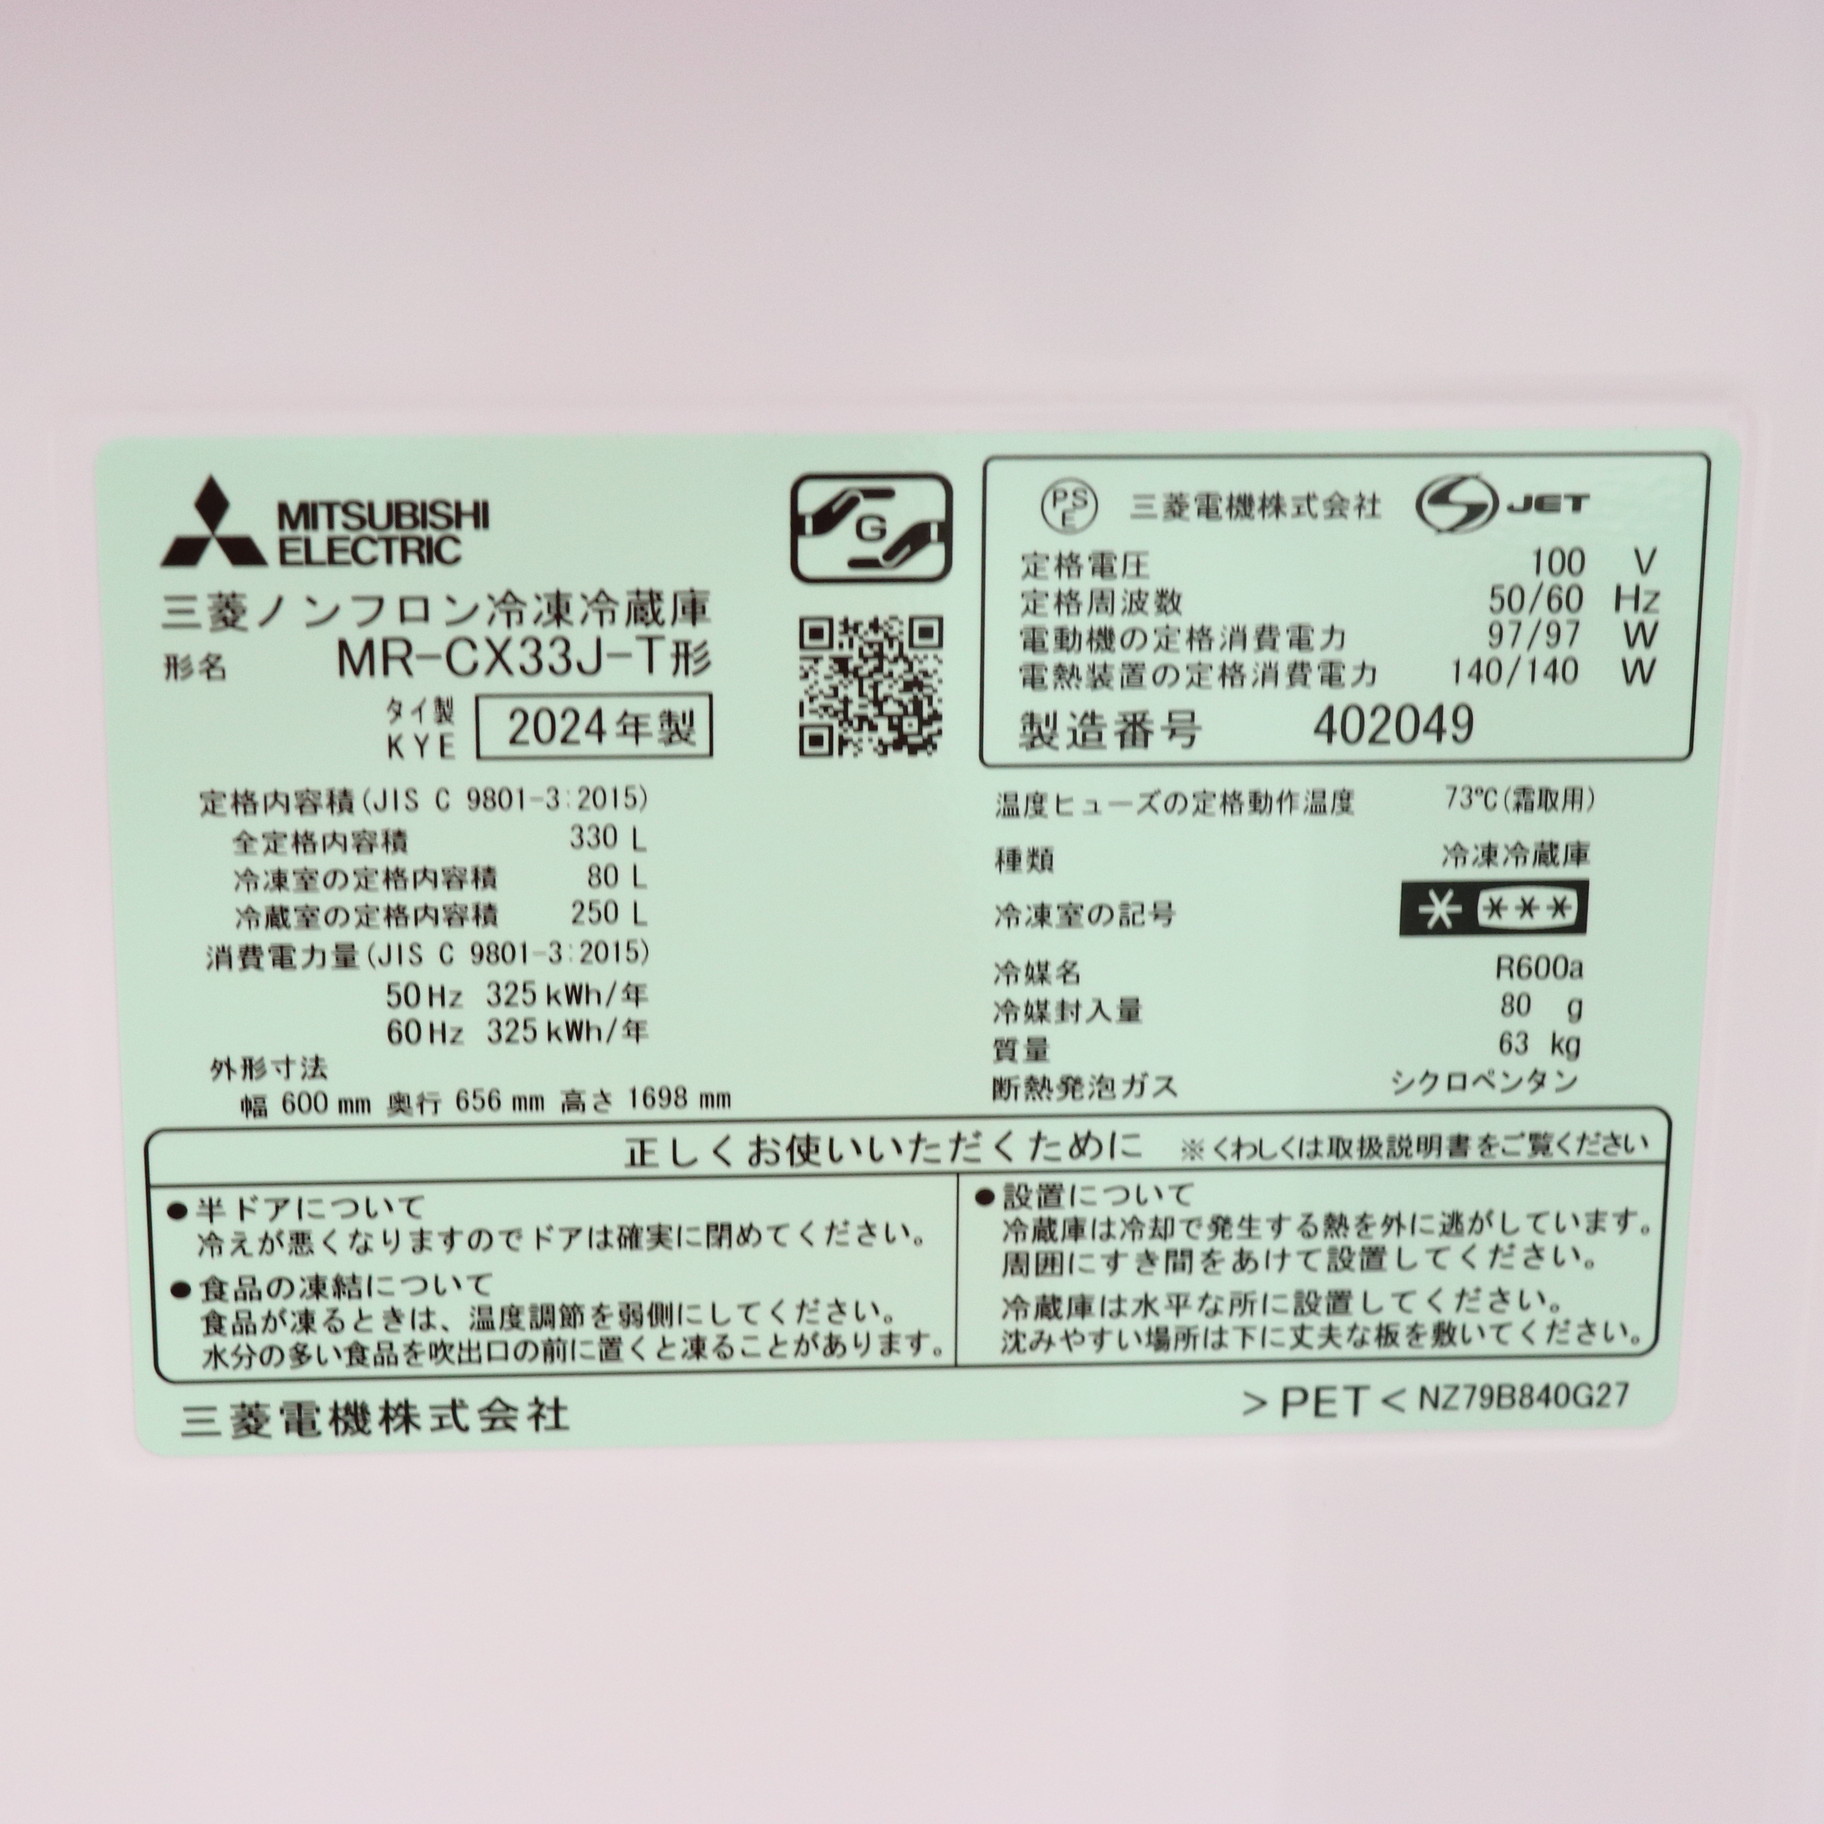 MITSUBISHI
ELECTRIC
三菱ノンフロン冷凍冷蔵庫
形名 MR-CX33J-T形
タイ製
KYE
2024年製
G
PSE 三菱電機株式会社 JET
定格電圧 100 V
定格周波数 50/60 Hz
電動機の定格消費電力 97/97 W
電熱装置の定格消費電力 140/140 W
製造番号 402049
定格内容積(JIS C 9801-3:2015)
全定格内容積 330 L
冷凍室の定格内容積 80 L
冷蔵室の定格内容積 250 L
消費電力量(JIS C 9801-3:2015)
50Hz 325kWh/年
60Hz 325kWh/年
外形寸法
幅 600mm 奥行 656mm 高さ 1698mm
温度ヒューズの定格動作温度 73℃(霜取用)
種類 冷凍冷蔵庫
冷凍室の記号 * ***
冷媒名 R600a
冷媒封入量 80 g
質量 63 kg
断熱発泡ガス シクロペンタン
正しくお使いいただくために ※くわしくは取扱説明書をご覧ください
●半ドアについて
冷えが悪くなりますのでドアは確実に閉めてください。
●食品の凍結について
食品が凍るときは、温度調節を弱側にしてください。
水分の多い食品を吹出口の前に置くと凍ることがあります。
●設置について
冷蔵庫は冷却で発生する熱を外に逃がしています。
周囲にすき間をあけて設置してください。
冷蔵庫は水平な所に設置してください。
沈みやすい場所は下に丈夫な板を敷いてください。
三菱電機株式会社
>PET< NZ79B840G27